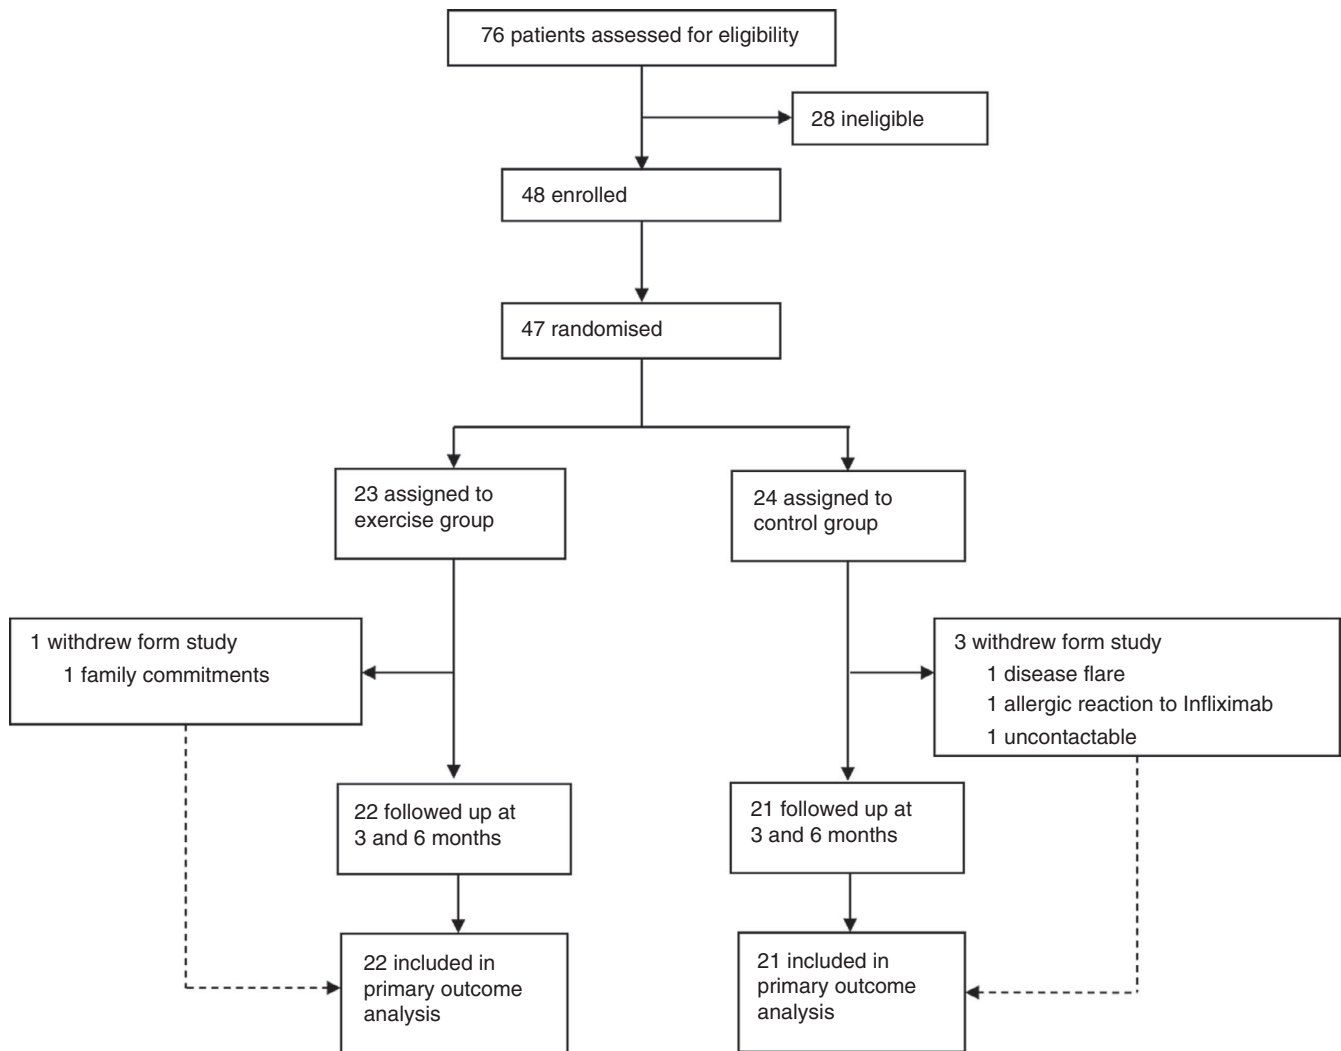 76 patients assessed for eligibility
28 ineligible
48 enrolled
47 randomised
23 assigned to
exercise group
24 assigned to
control group
1 withdrew form study
1 family commitments
3 withdrew form study
1 disease flare
1 allergic reaction to Infliximab
1 uncontactable
22 followed up at
3 and 6 months
21 followed up at
3 and 6 months
22 included in
primary outcome
analysis
21 included in
primary outcome
analysis